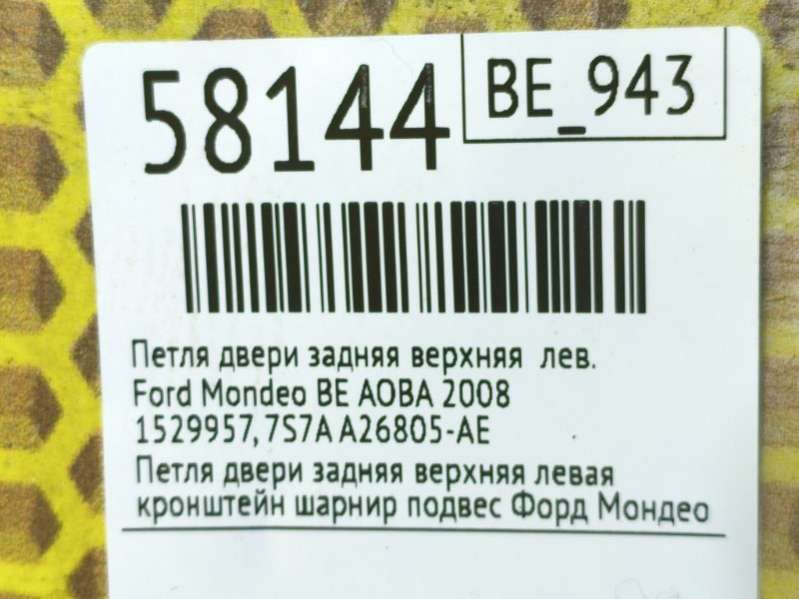 58144
BE_943
Петля двери задняя верхняя лев.
Ford Mondeo BE AOBA 2008
1529957, 7S7A A26805-AE
Петля двери задняя верхняя левая
кронштейн шарнир подвес Форд Мондео